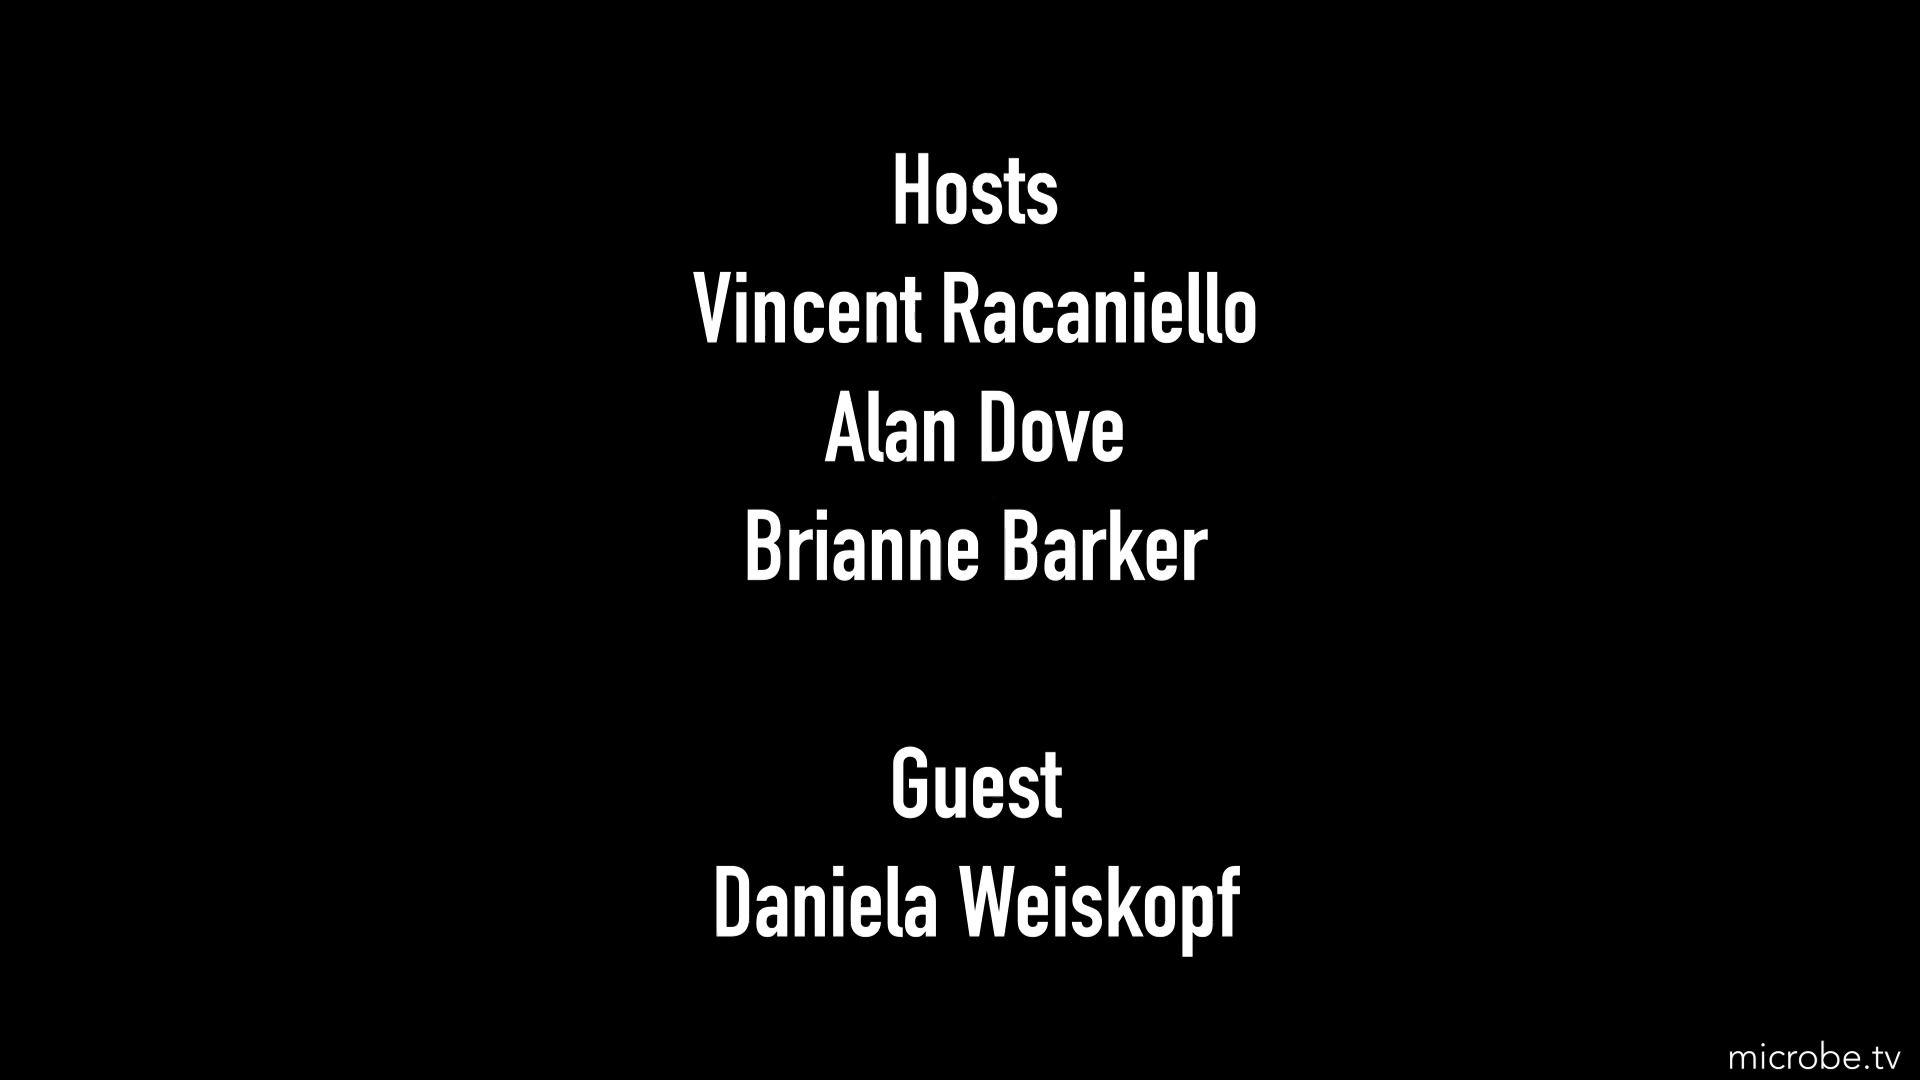 Hosts
Vincent Racaniello
Alan Dove
Brianne Barker
Guest
Daniela Weiskopf
microbe.tv